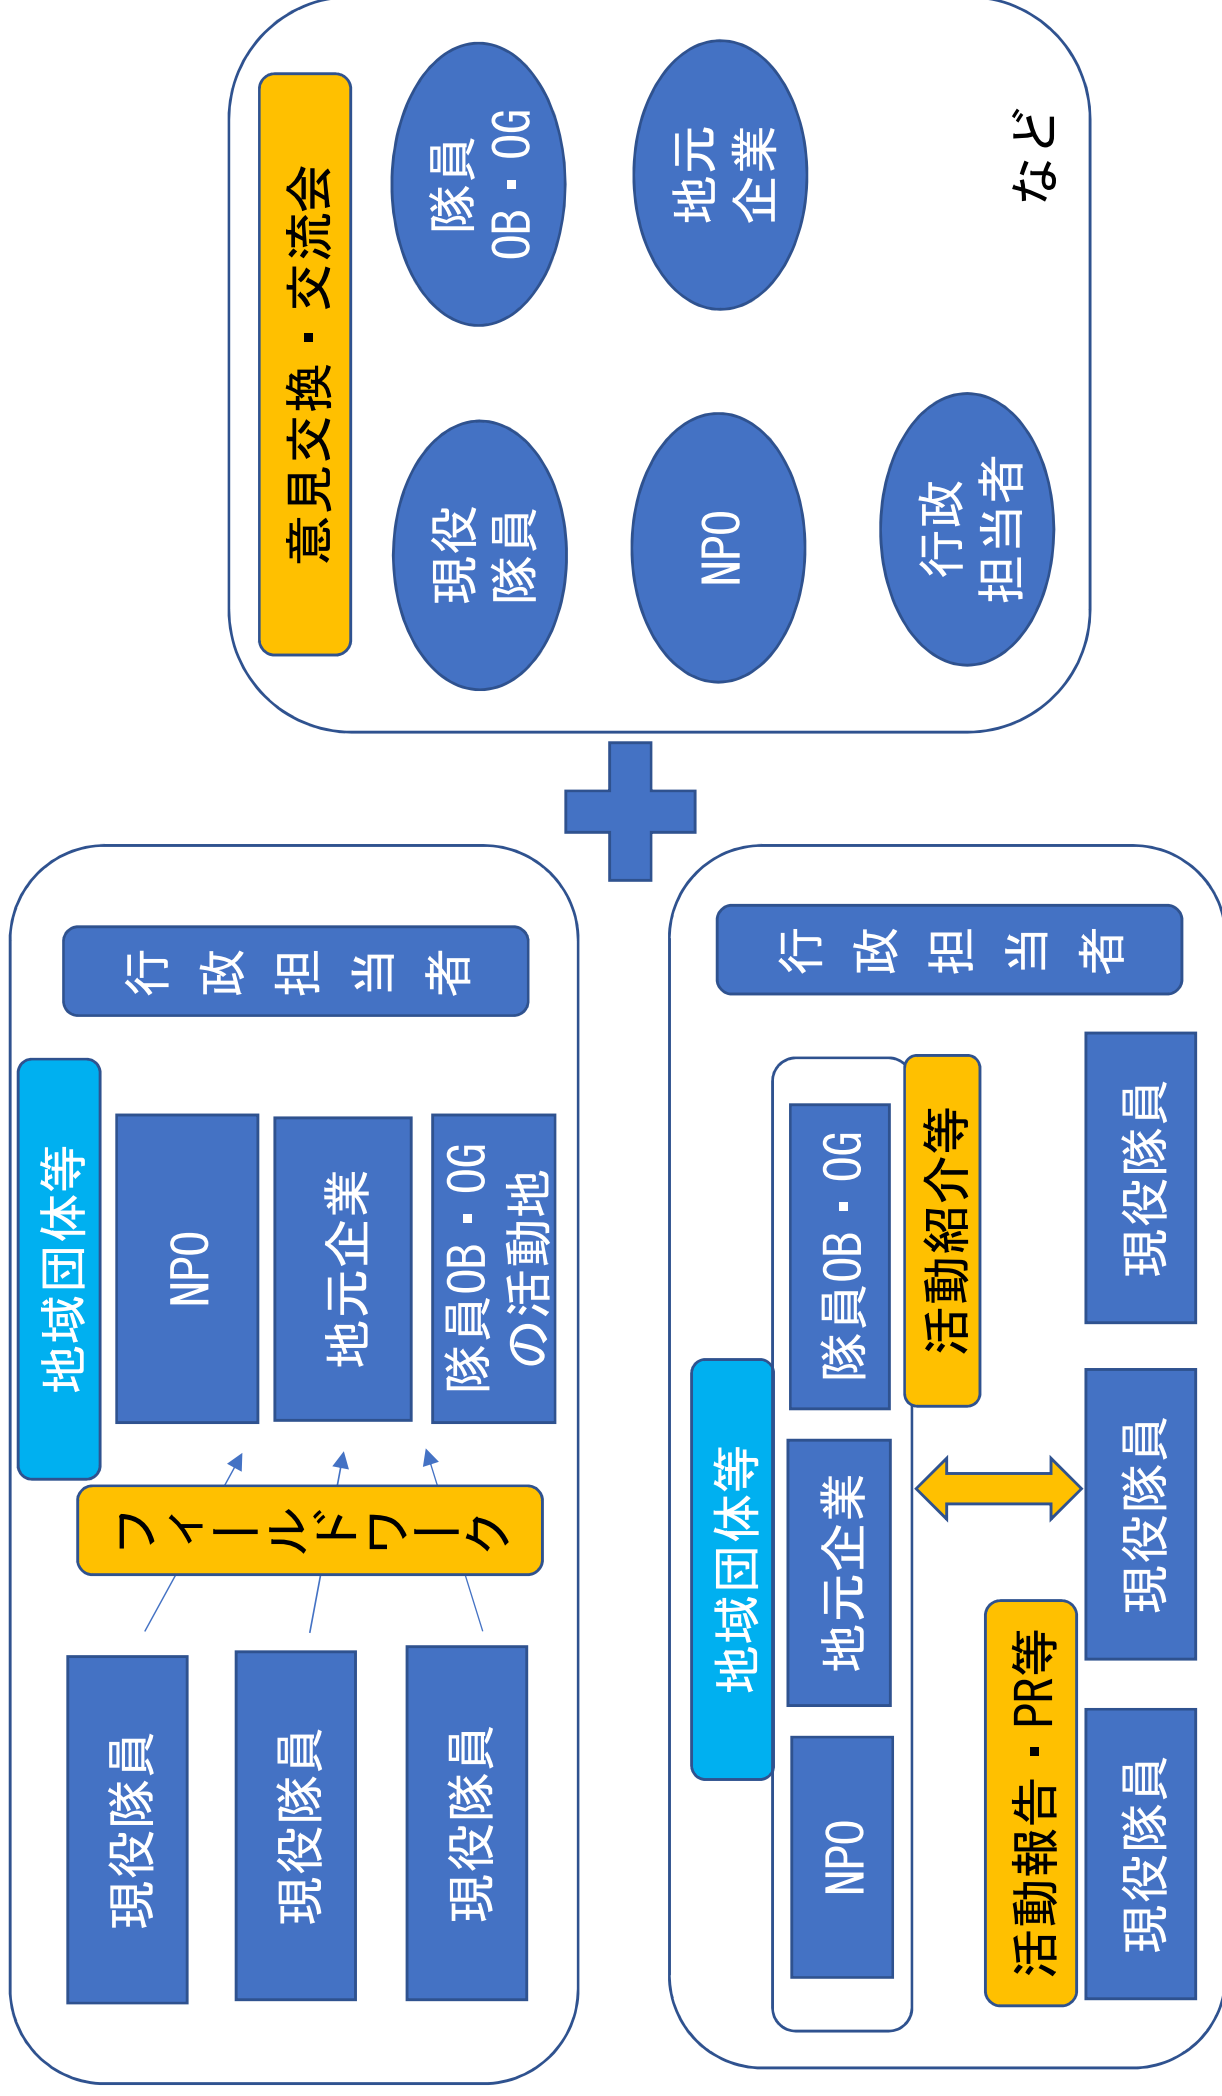 現役隊員
現役隊員
現役隊員
フィールドワーク
地域団体等
NPO
地元企業
隊員OB・OG
の活動地
行政担当者
地域団体等
NPO
地元企業
隊員OB・OG
活動紹介等
活動報告・PR等
現役隊員
現役隊員
現役隊員
行政担当者
意見交換・交流会
現役
隊員
隊員
OB・OG
NPO
地元
企業
行政
担当者
など